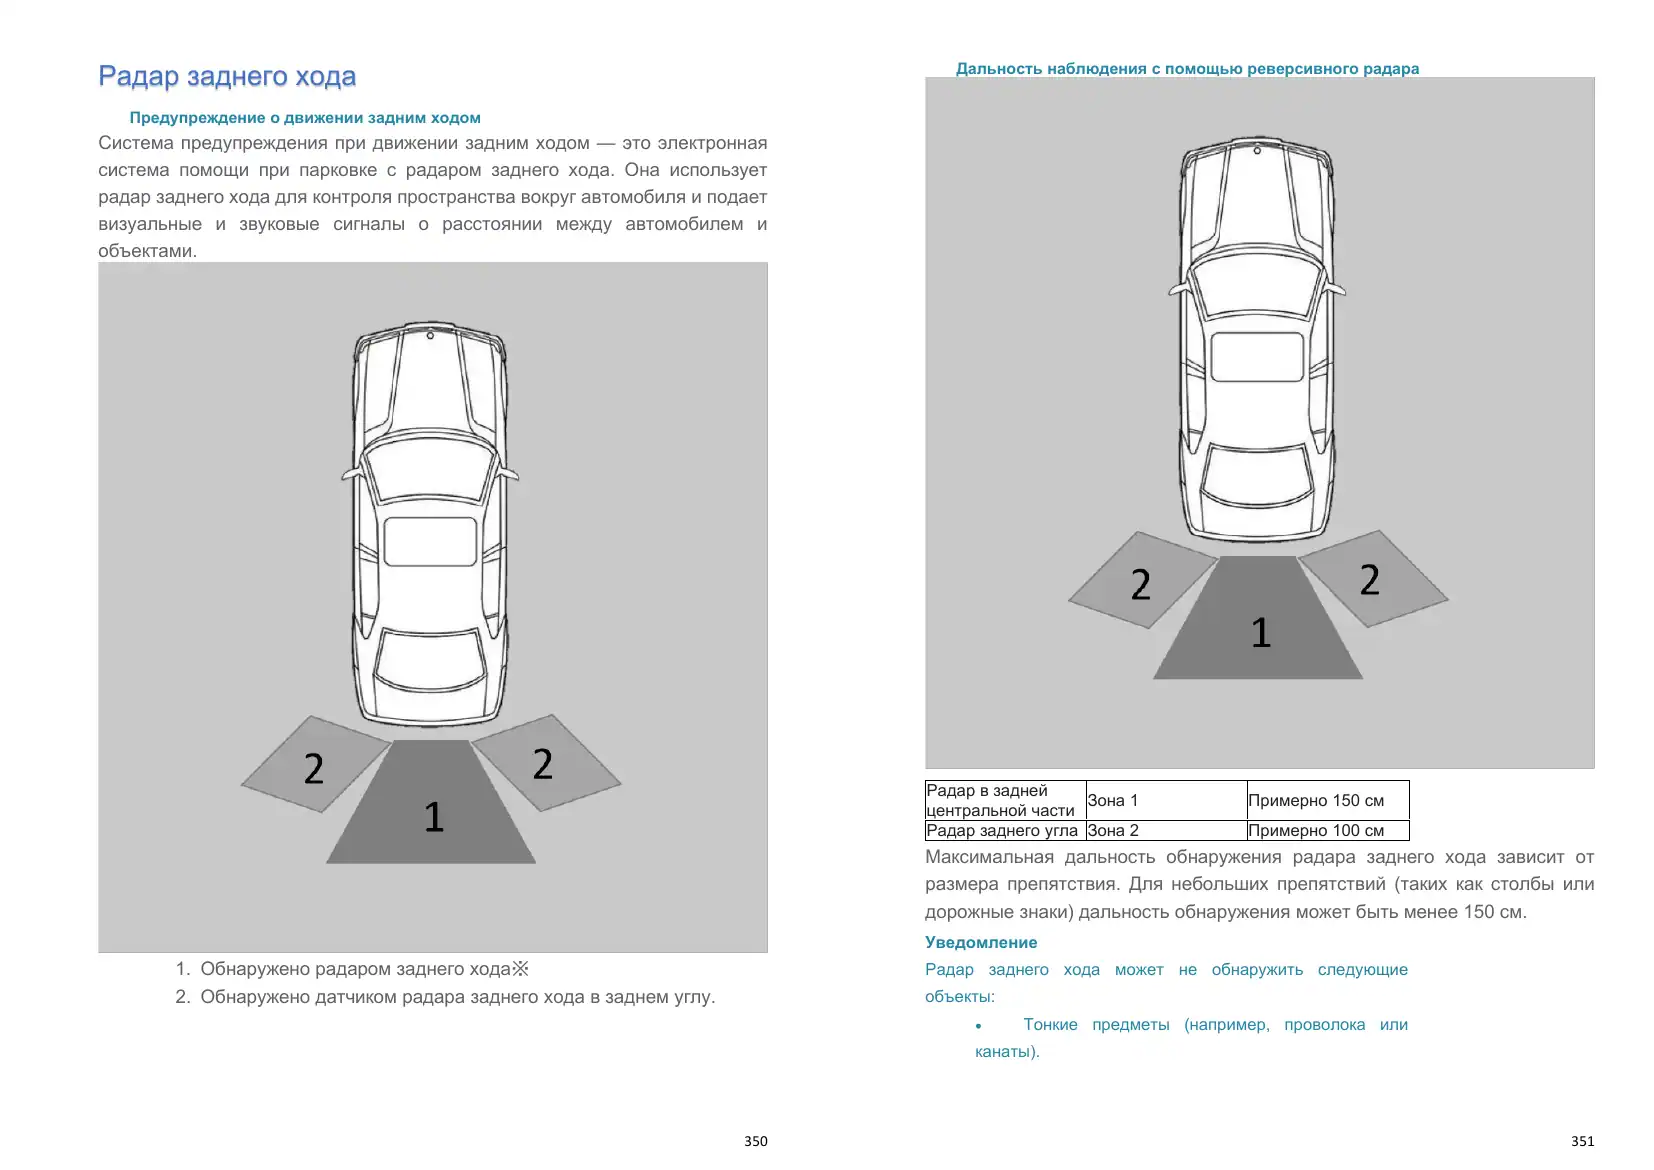 Радар заднего хода
Предупреждение о движении задним ходом
Система предупреждения при движении задним ходом — это электронная
система помощи при парковке с радаром заднего хода. Она использует
радар заднего хода для контроля пространства вокруг автомобиля и подает
визуальные и звуковые сигналы о расстоянии между автомобилем и
объектами.
2
2
1
1. Обнаружено радаром заднего хода※
2. Обнаружено датчиком радара заднего хода в заднем углу.
350
Дальность наблюдения с помощью реверсивного радара
2
2
1
Радар в задней
центральной части Зона 1 Примерно 150 см
Радар заднего угла Зона 2 Примерно 100 см
Максимальная дальность обнаружения радара заднего хода зависит от
размера препятствия. Для небольших препятствий (таких как столбы или
дорожные знаки) дальность обнаружения может быть менее 150 см.
Уведомление
Радар заднего хода может не обнаружить следующие
объекты:
• Тонкие предметы (например, проволока или
канаты).
351